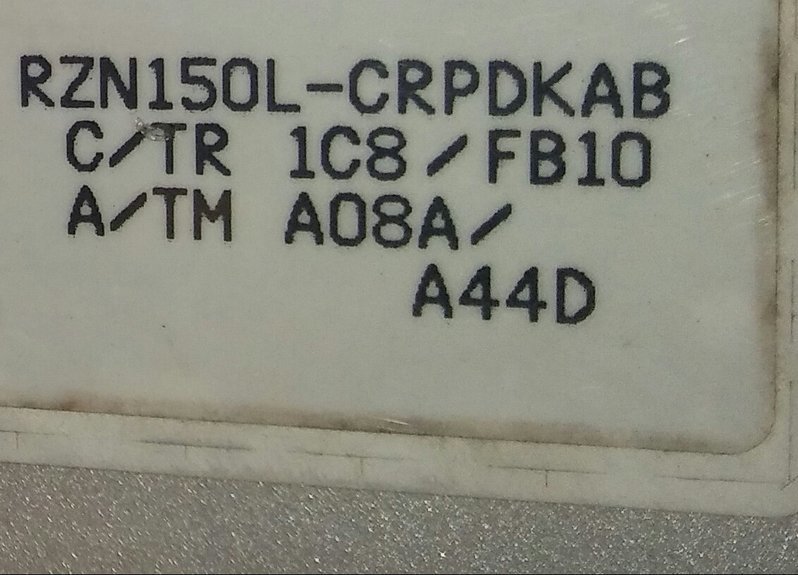 RZN150L-CRPDKAB
C/TR 1C8/FB10
A/TM A08A/
A44D